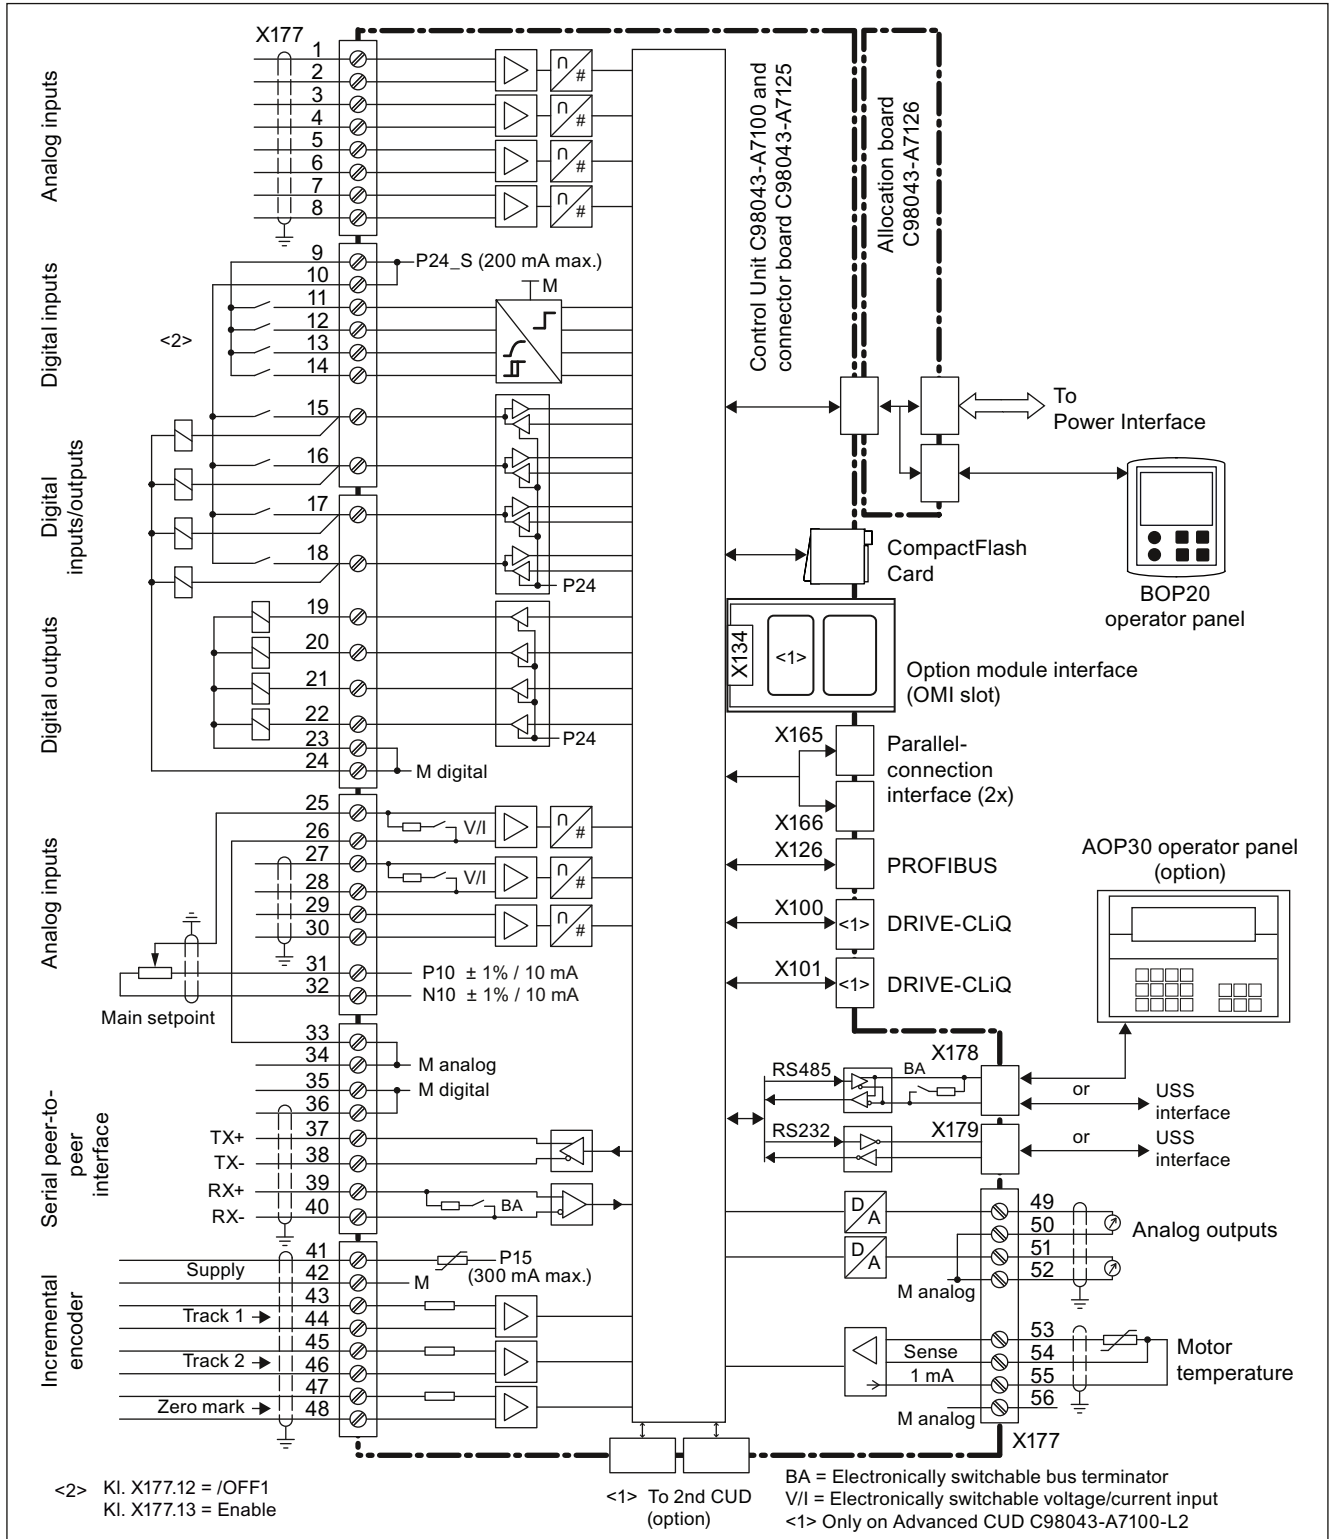 X177
Analog inputs
1
2
3
4
5
6
7
8
∩
#
∩
#
∩
#
∩
#
Control Unit C98043-A7100 and
connector board C98043-A7125
Allocation board
C98043-A7126
Digital inputs
9
10
11
12
13
14
P24_S (200 mA max.)
M
<2>
Digital
inputs/outputs
15
16
17
18
P24
To
Power Interface
CompactFlash
Card
BOP20
operator panel
Digital outputs
19
20
21
22
23
24
P24
M digital
X134
<1>
Option module interface
(OMI slot)
X165
X166
Parallel-
connection
interface (2x)
X126
PROFIBUS
X100
<1>
DRIVE-CLiQ
X101
<1>
DRIVE-CLiQ
AOP30 operator panel
(option)
Analog inputs
25
26
27
28
29
30
31
32
V/I
V/I
∩
#
∩
#
∩
#
P10 ± 1% / 10 mA
N10 ± 1% / 10 mA
Main setpoint
33
34
35
36
M analog
M digital
Serial peer-to-
peer
interface
TX+
37
TX-
38
RX+
39
RX-
40
BA
RS485
BA
X178
or
USS
interface
RS232
X179
or
USS
interface
Incremental
encoder
41
42
43
44
45
46
47
48
Supply
P15
(300 mA max.)
M
Track 1
Track 2
Zero mark
D
A
D
A
49
50
51
52
Analog outputs
M analog
53
54
55
56
Sense
1 mA
M analog
Motor
temperature
X177
<2> Kl. X177.12 = /OFF1
Kl. X177.13 = Enable
<1> To 2nd CUD
(option)
BA = Electronically switchable bus terminator
V/I = Electronically switchable voltage/current input
<1> Only on Advanced CUD C98043-A7100-L2